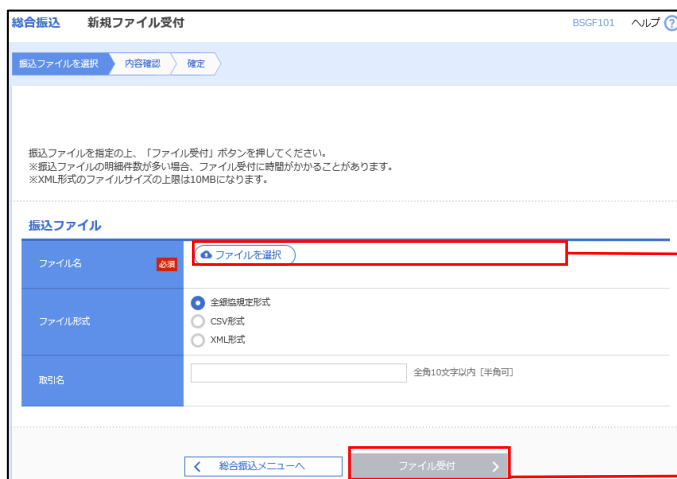 総合振込 新規ファイル受付 BSGF101 ヘルプ ?
振込ファイルを選択 内容確認 確定
振込ファイルを指定の上、「ファイル受付」ボタンを押してください。
※振込ファイルの明細件数が多い場合、ファイル受付に時間がかかることがあります。
※XML形式のファイルサイズの上限は10MBになります。
振込ファイル
ファイル名 必須 ファイルを選択
ファイル形式 全銀協規定形式
CSV形式
XML形式
取引名 全角10文字以内［半角可］
総合振込メニューへ ファイル受付